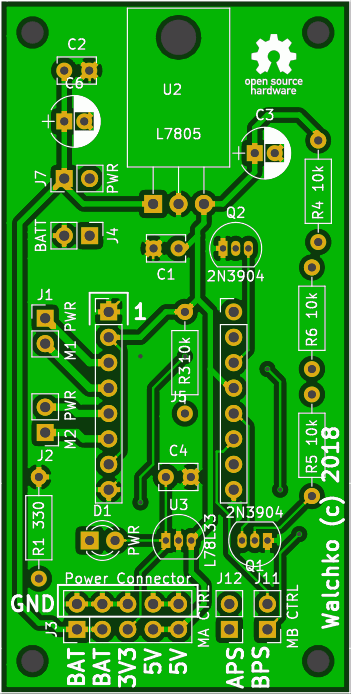 C2
U2
C6
+
L7805
open source
hardware
C3
+
J7
PWR
R4 10k
BATT
J4
C1
Q2
2N3904
J1
PWR
M1
1
R3
10k
R6 10k
J5
PWR
M2
J2
C4
R5 10k
R1 330
D1
PWR
U3
L78L33
2N3904
Q1
Walchko (c) 2018
Power Connector
J12
J11
GND
J3
MA
CTRL
MB
CTRL
BAT
BAT
3V3
5V
5V
APS
BPS